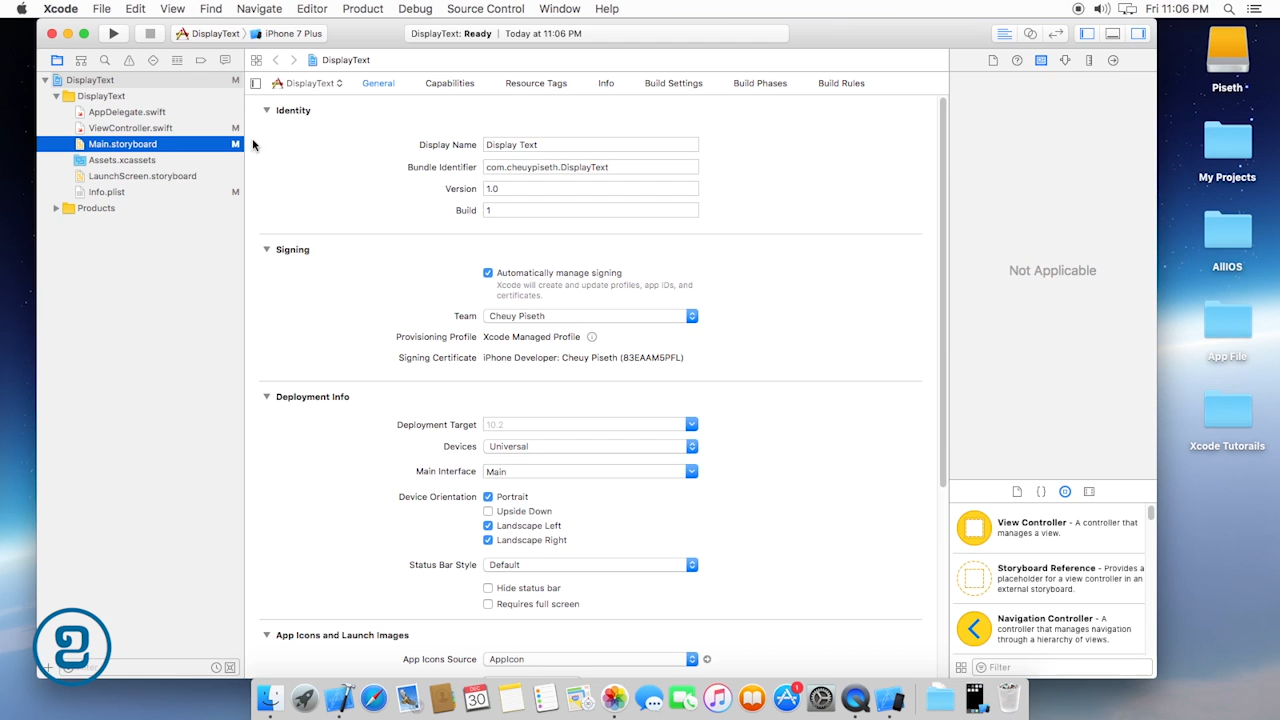 Xcode File Edit View Find Navigate Editor Product Debug Source Control Window Help Fri 11:06 PM
DisplayText iPhone 7 Plus DisplayText: Ready Today at 11:06 PM
DisplayText
DisplayText M
DisplayText
AppDelegate.swift
ViewController.swift M
Main.storyboard M
Assets.xcassets
LaunchScreen.storyboard
Info.plist M
Products
DisplayText General Capabilities Resource Tags Info Build Settings Build Phases Build Rules
Identity
Display Name Display Text
Bundle Identifier com.cheuypiseth.DisplayText
Version 1.0
Build 1
Signing
Automatically manage signing
Xcode will create and update profiles, app IDs, and
certificates.
Team Cheuy Piseth
Provisioning Profile Xcode Managed Profile
Signing Certificate iPhone Developer: Cheuy Piseth (83EAAM5PFL)
Deployment Info
Deployment Target 10.2
Devices Universal
Main Interface Main
Device Orientation Portrait
Upside Down
Landscape Left
Landscape Right
Status Bar Style Default
Hide status bar
Requires full screen
App Icons and Launch Images
App Icons Source AppIcon
Not Applicable
View Controller - A controller that
manages a view.
Storyboard Reference - Provides a
placeholder for a view controller in an
external storyboard.
Navigation Controller - A
controller that manages navigation
through a hierarchy of views.
Filter
Piseth
My Projects
AllIOS
App File
Xcode Tutorails
DEC
30
1